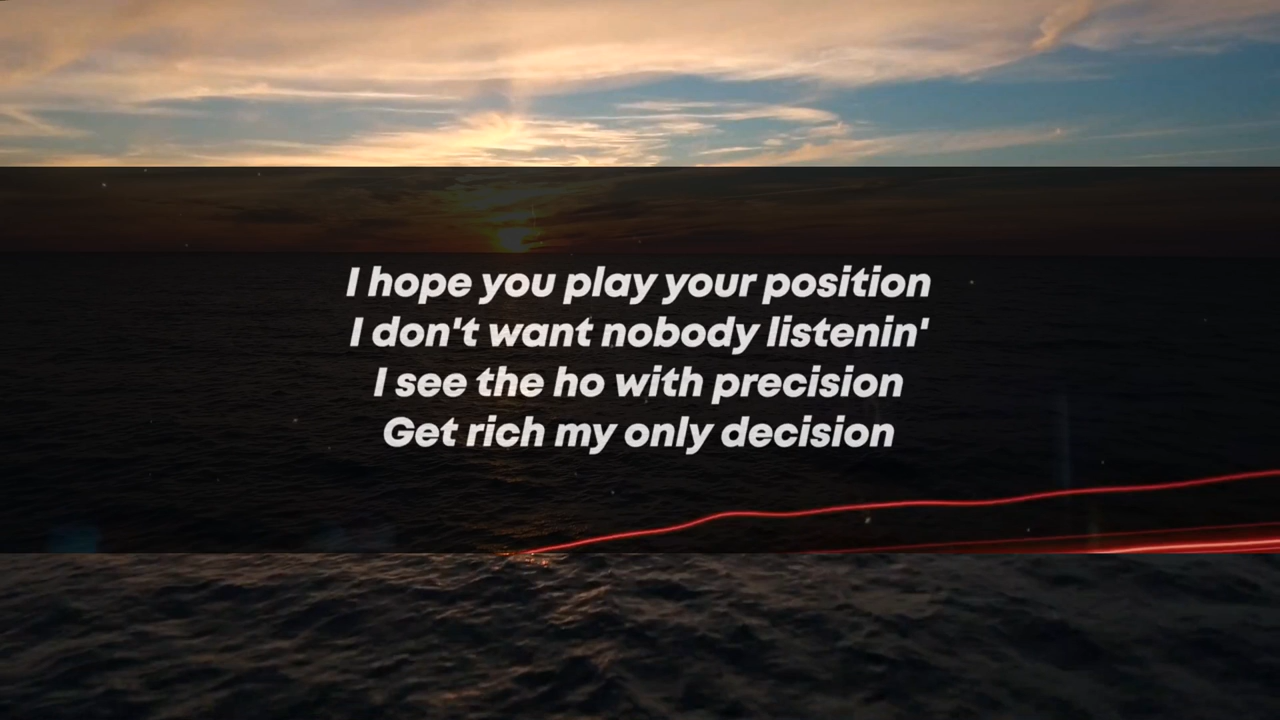 I hope you play your position
I don't want nobody listenin'
I see the ho with precision
Get rich my only decision